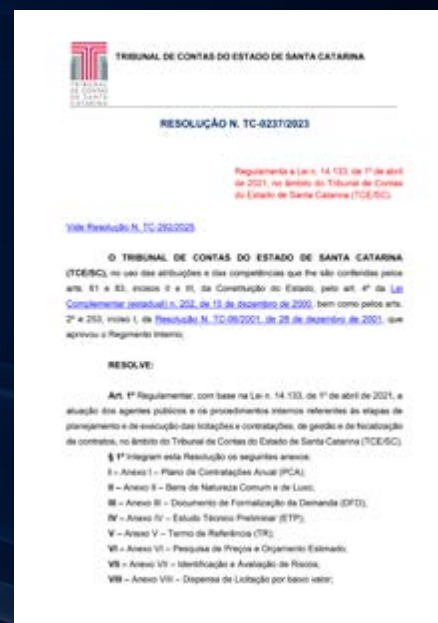 TRIBUNAL DE CONTAS DO ESTADO DE SANTA CATARINA
TRIBUNAL
DE CONTAS
DO ESTADO
DE SANTA
CATARINA
RESOLUÇÃO N. TC-0237/2023
Regulamenta a Lei n. 14.133, de 1º de abril
de 2021, no âmbito do Tribunal de Contas
do Estado de Santa Catarina (TCE/SC).
Vide Resolução N. TC-292/2025
O TRIBUNAL DE CONTAS DO ESTADO DE SANTA CATARINA
(TCE/SC), no uso das atribuições e das competências que lhe são conferidas pelos
arts. 61 e 83, incisos II e III, da Constituição do Estado, pelo art. 4º da Lei
Complementar (estadual) n. 202, de 15 de dezembro de 2000, bem como pelos arts.
2º e 253, inciso I, da Resolução N. TC-06/2001, de 28 de dezembro de 2001, que
aprovou o Regimento Interno;
RESOLVE:
Art. 1º Regulamentar, com base na Lei n. 14.133, de 1º de abril de 2021, a
atuação dos agentes públicos e os procedimentos internos referentes às etapas de
planejamento e de execução das licitações e contratações, de gestão e de fiscalização
de contratos, no âmbito do Tribunal de Contas do Estado de Santa Catarina (TCE/SC).
§ 1º Integram esta Resolução os seguintes anexos:
I – Anexo I – Plano de Contratações Anual (PCA);
II – Anexo II – Bens de Natureza Comum e de Luxo;
III – Anexo III – Documento de Formalização da Demanda (DFD);
IV – Anexo IV – Estudo Técnico Preliminar (ETP);
V – Anexo V – Termo de Referência (TR);
VI – Anexo VI – Pesquisa de Preços e Orçamento Estimado;
VII – Anexo VII – Identificação e Avaliação de Riscos;
VIII – Anexo VIII – Dispensa de Licitação por baixo valor;